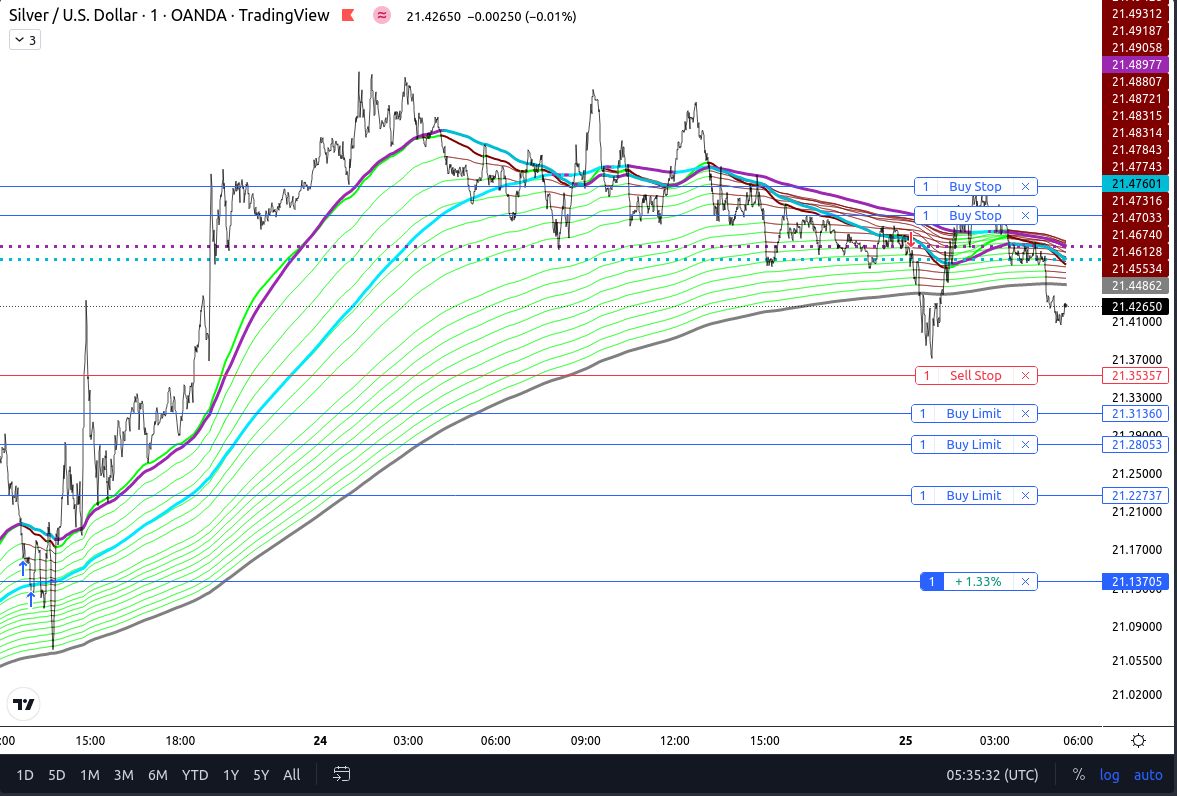 Silver / U.S. Dollar · 1 · OANDA · TradingView ≈ 21.42650 −0.00250 (−0.01%)
3
21.49312
21.49187
21.49058
21.48977
21.48807
21.48721
21.48315
21.48314
21.47843
21.47743
21.47601
1 Buy Stop ×
21.47316
21.47033
1 Buy Stop ×
21.46740
21.46128
21.45534
21.44862
21.42650
21.41000
21.37000
1 Sell Stop × 21.35357
21.33000
1 Buy Limit × 21.31360
21.29000
1 Buy Limit × 21.28053
21.25000
1 Buy Limit × 21.22737
21.21000
21.17000
1 +1.33% × 21.13705
21.09000
21.05500
21.02000
:00 15:00 18:00 24 03:00 06:00 09:00 12:00 15:00 25 03:00 06:00
1D 5D 1M 3M 6M YTD 1Y 5Y All 05:35:32 (UTC) % log auto